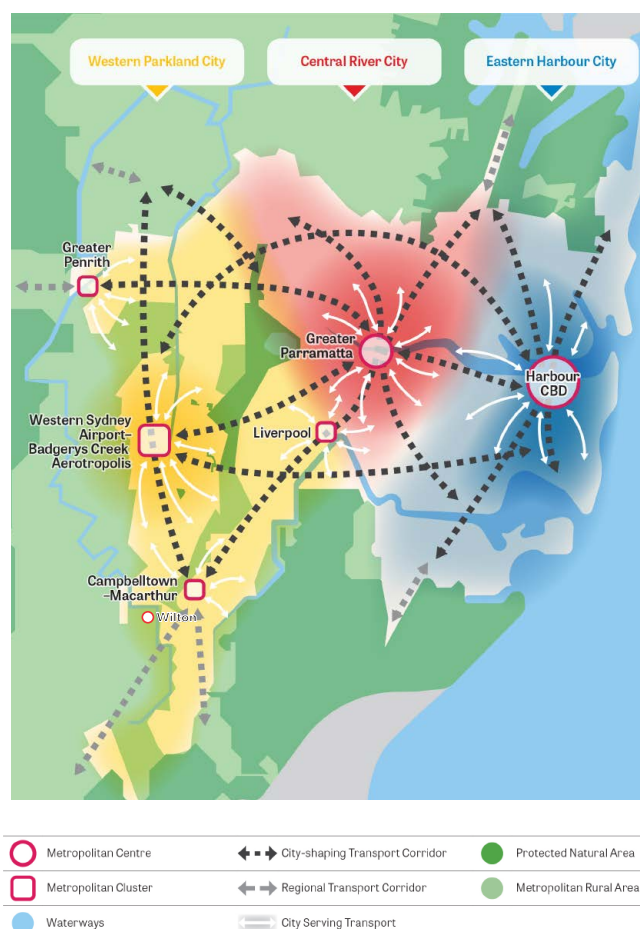 Western Parkland City
Central River City
Eastern Harbour City
Greater
Penrith
Greater
Parramatta
Harbour
CBD
Western Sydney
Airport–
Badgerys Creek
Aerotropolis
Liverpool
Campbelltown
–Macarthur
Wilton
Metropolitan Centre
City-shaping Transport Corridor
Protected Natural Area
Metropolitan Cluster
Regional Transport Corridor
Metropolitan Rural Area
Waterways
City Serving Transport